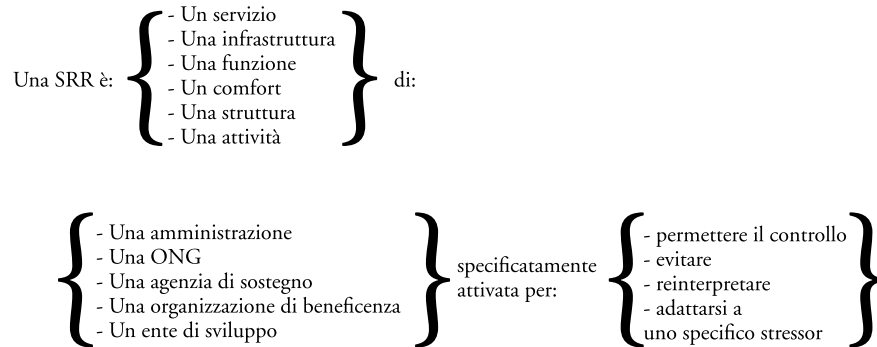 Una SRR è:
- Un servizio
- Una infrastruttura
- Una funzione
- Un comfort
- Una struttura
- Una attività
di:
- Una amministrazione
- Una ONG
- Una agenzia di sostegno
- Una organizzazione di beneficenza
- Un ente di sviluppo
specificatamente
attivata per:
- permettere il controllo
- evitare
- reinterpretare
- adattarsi a
uno specifico stressor